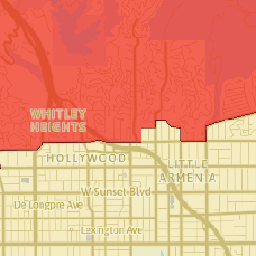 WHITLEY
HEIGHTS
HOLLYWOOD
LITTLE
ARMENIA
W Sunset Blvd
De Longpre Ave
Lexington Ave